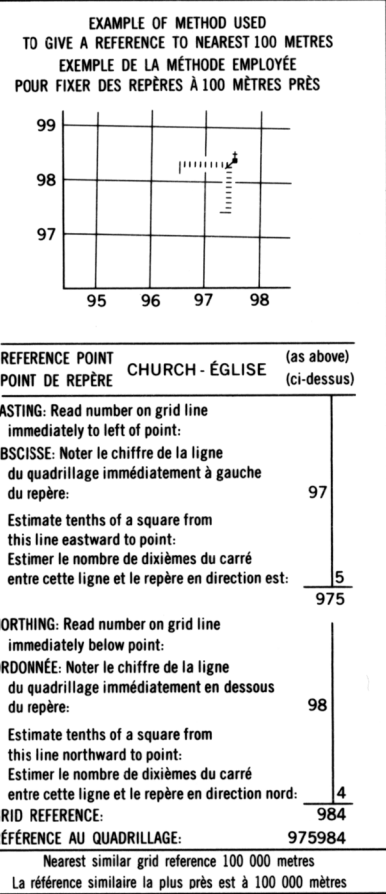 EXAMPLE OF METHOD USED
TO GIVE A REFERENCE TO NEAREST 100 METRES
EXEMPLE DE LA MÉTHODE EMPLOYÉE
POUR FIXER DES REPÈRES À 100 MÈTRES PRÈS
99
98
97
95 96 97 98
REFERENCE POINT
POINT DE REPÈRE
CHURCH - ÉGLISE
(as above)
(ci-dessus)
ASTING: Read number on grid line
immediately to left of point:
BSCISSE: Noter le chiffre de la ligne
du quadrillage immédiatement à gauche
du repère: 97
Estimate tenths of a square from
this line eastward to point:
Estimer le nombre de dixièmes du carré
entre cette ligne et le repère en direction est: 5
975
ORTHING: Read number on grid line
immediately below point:
RDONNÉE: Noter le chiffre de la ligne
du quadrillage immédiatement en dessous
du repère: 98
Estimate tenths of a square from
this line northward to point:
Estimer le nombre de dixièmes du carré
entre cette ligne et le repère en direction nord: 4
RID REFERENCE: 984
ÉFÉRENCE AU QUADRILLAGE: 975984
Nearest similar grid reference 100 000 metres
La référence similaire la plus près est à 100 000 mètres